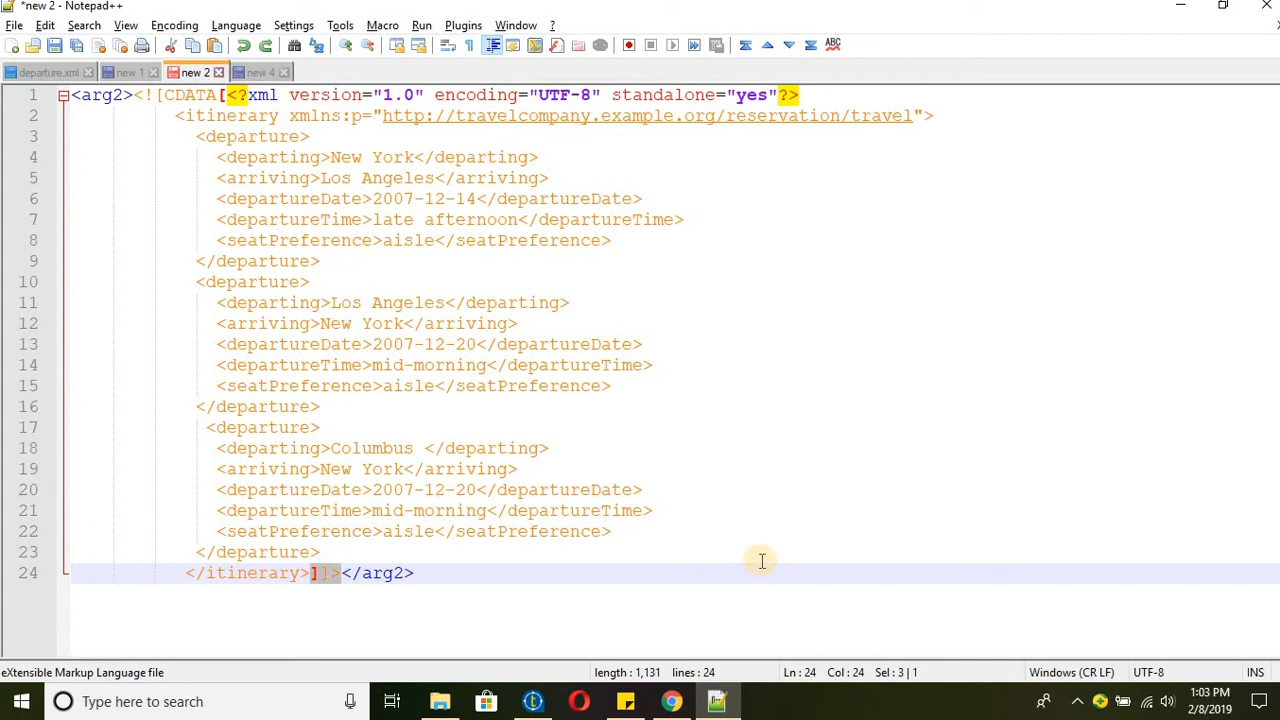 *new 2 - Notepad++
File Edit Search View Encoding Language Settings Tools Macro Run Plugins Window ?
departure.xml new 1 new 2 new 4
1 <arg2><![CDATA[<?xml version="1.0" encoding="UTF-8" standalone="yes"?>
2 <itinerary xmlns:p="http://travelcompany.example.org/reservation/travel">
3 <departure>
4 <departing>New York</departing>
5 <arriving>Los Angeles</arriving>
6 <departureDate>2007-12-14</departureDate>
7 <departureTime>late afternoon</departureTime>
8 <seatPreference>aisle</seatPreference>
9 </departure>
10 <departure>
11 <departing>Los Angeles</departing>
12 <arriving>New York</arriving>
13 <departureDate>2007-12-20</departureDate>
14 <departureTime>mid-morning</departureTime>
15 <seatPreference>aisle</seatPreference>
16 </departure>
17 <departure>
18 <departing>Columbus </departing>
19 <arriving>New York</arriving>
20 <departureDate>2007-12-20</departureDate>
21 <departureTime>mid-morning</departureTime>
22 <seatPreference>aisle</seatPreference>
23 </departure>
24 </itinerary>]]></arg2>
eXtensible Markup Language file length : 1,131 lines : 24 Ln : 24 Col : 24 Sel : 3 | 1 Windows (CR LF) UTF-8 INS
Type here to search
1:03 PM
2/8/2019